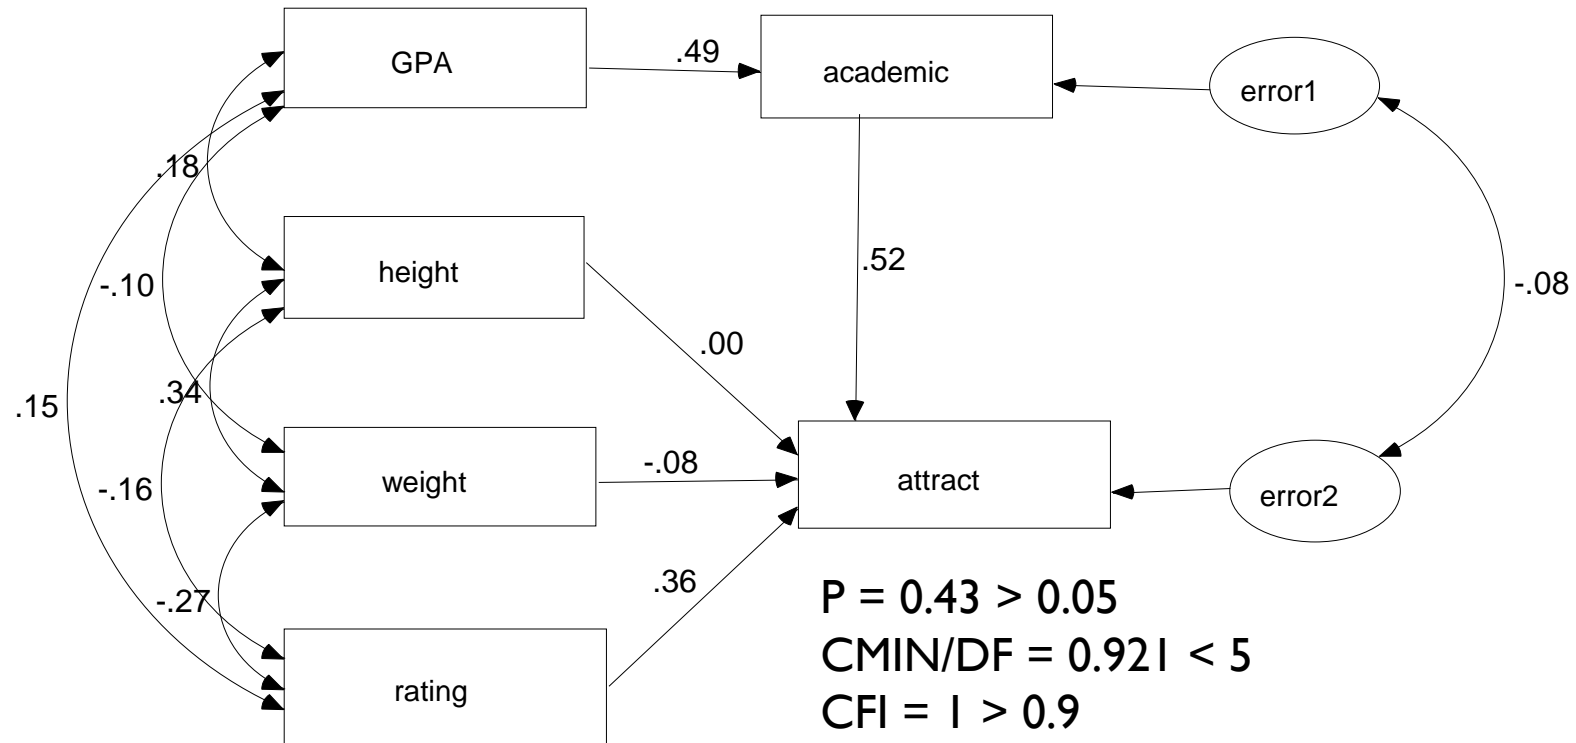 GPA
.49
academic
error1
.18
height
.52
-.10
-.08
.00
.34
.15
weight
-.08
attract
-.16
error2
.36
-.27
rating
P = 0.43 > 0.05
CMIN/DF = 0.921 < 5
CFI = 1 > 0.9